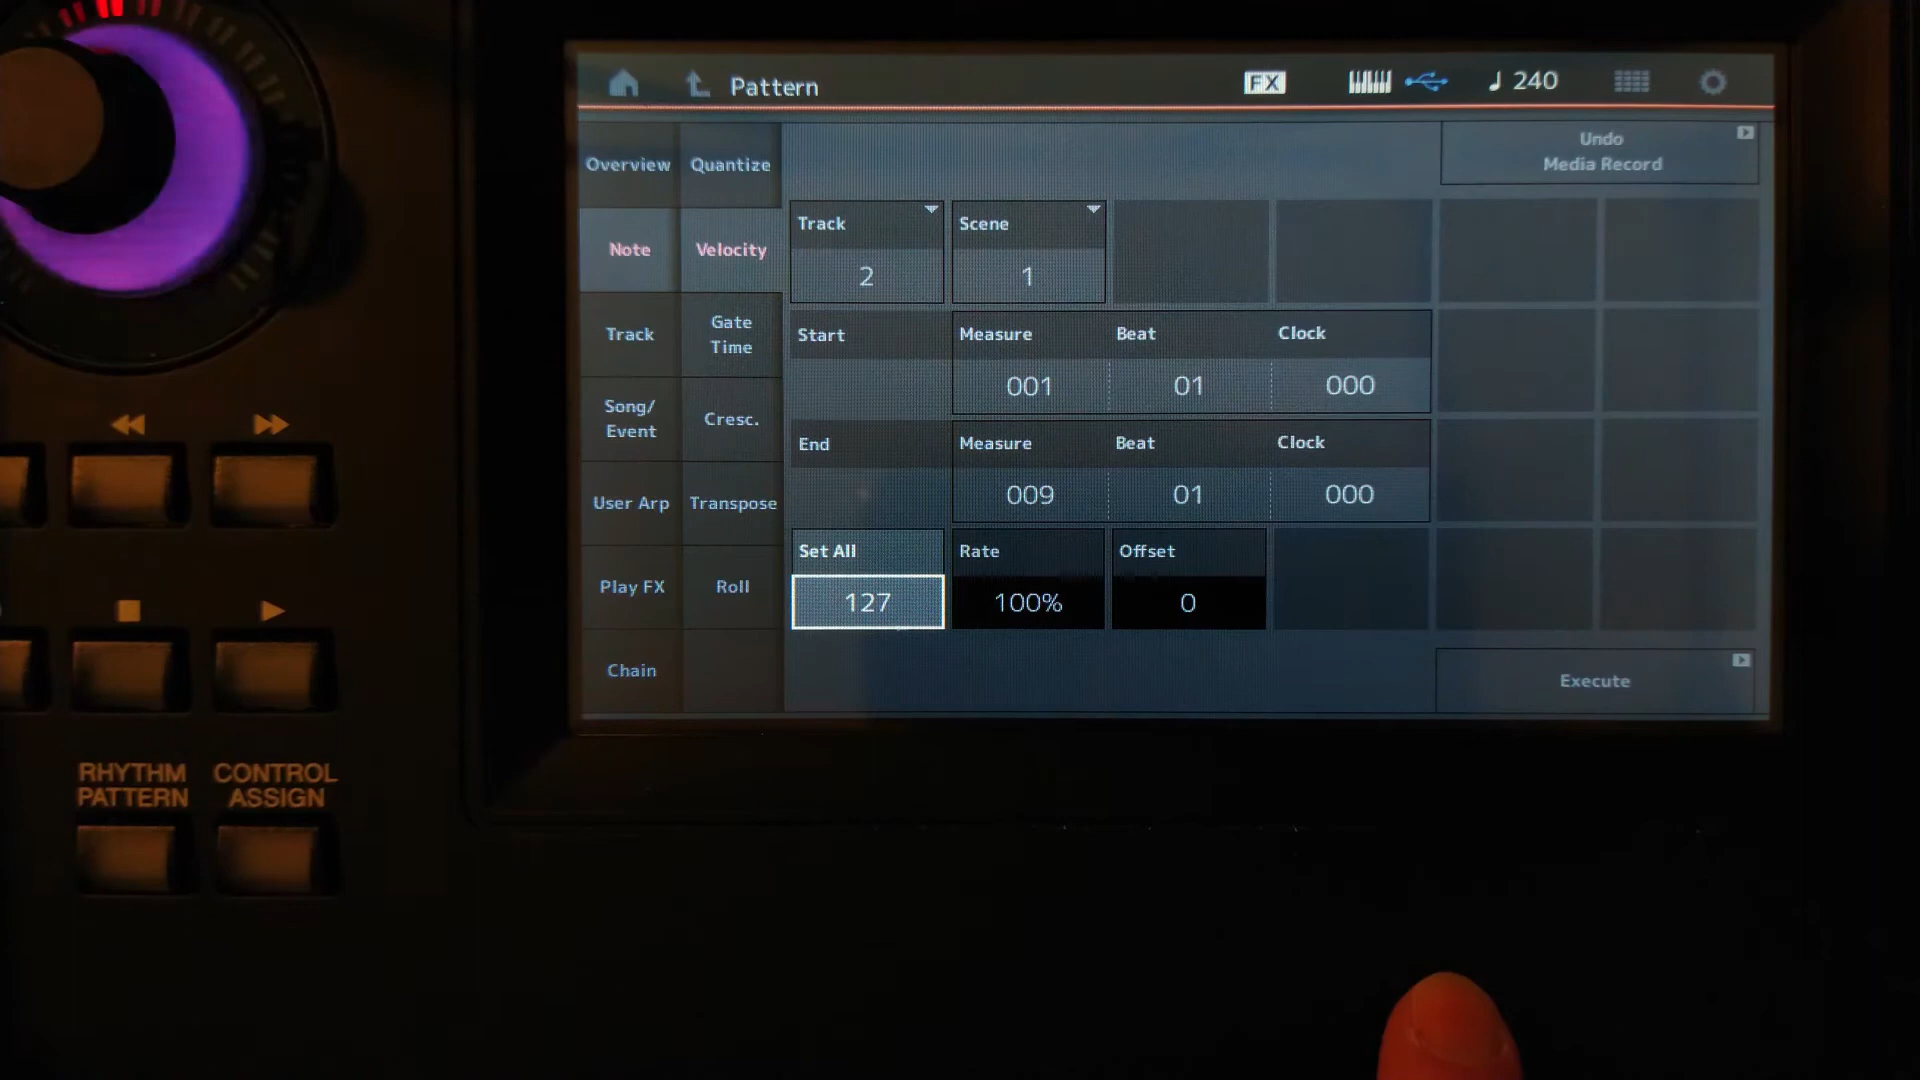 Pattern
FX
240
Overview
Quantize
Undo
Media Record
Note
Velocity
Track
Scene
2
1
Track
Gate
Time
Start
Measure
Beat
Clock
001
01
000
Song/
Event
Cresc.
End
Measure
Beat
Clock
009
01
000
User Arp
Transpose
Set All
Rate
Offset
127
100%
0
Play FX
Roll
Chain
Execute
RHYTHM
PATTERN
CONTROL
ASSIGN